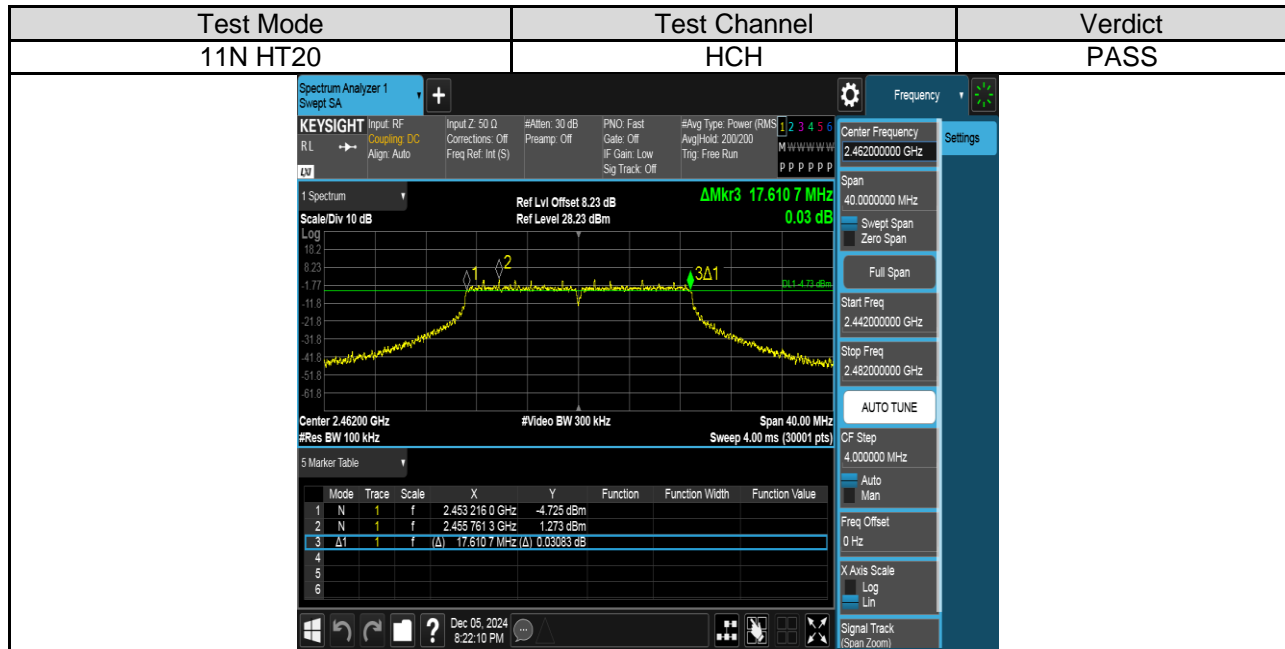 Test Mode Test Channel Verdict
11N HT20 HCH PASS
Spectrum Analyzer 1
Swept SA
+
Frequency
KEYSIGHT
RL
LXI
Input: RF
Coupling: DC
Align: Auto
Input Z: 50 Ω
Corrections: Off
Freq Ref: Int (S)
#Atten: 30 dB
Preamp: Off
PNO: Fast
Gate: Off
IF Gain: Low
Sig Track: Off
#Avg Type: Power (RMS
Avg|Hold: 200/200
Trig: Free Run
1 2 3 4 5 6
M W W W W W
P P P P P P
1 Spectrum
Scale/Div 10 dB
Ref Lvl Offset 8.23 dB
Ref Level 28.23 dBm
ΔMkr3 17.610 7 MHz
0.03 dB
Log
18.2
8.23
-1.77
-11.8
-21.8
-31.8
-41.8
-51.8
-61.8
1
2
3Δ1
DL1 -4.73 dBm
Center 2.46200 GHz #Video BW 300 kHz Span 40.00 MHz
#Res BW 100 kHz Sweep 4.00 ms (30001 pts)
5 Marker Table
Mode Trace Scale X Y Function Function Width Function Value
1 N 1 f 2.453 216 0 GHz -4.725 dBm
2 N 1 f 2.455 761 3 GHz 1.273 dBm
3 Δ1 1 f (Δ) 17.610 7 MHz (Δ) 0.03083 dB
4
5
6
?
Dec 05, 2024
8:22:10 PM
Center Frequency
2.462000000 GHz
Settings
Span
40.0000000 MHz
Swept Span
Zero Span
Full Span
Start Freq
2.442000000 GHz
Stop Freq
2.482000000 GHz
AUTO TUNE
CF Step
4.000000 MHz
Auto
Man
Freq Offset
0 Hz
X Axis Scale
Log
Lin
Signal Track
(Span Zoom)